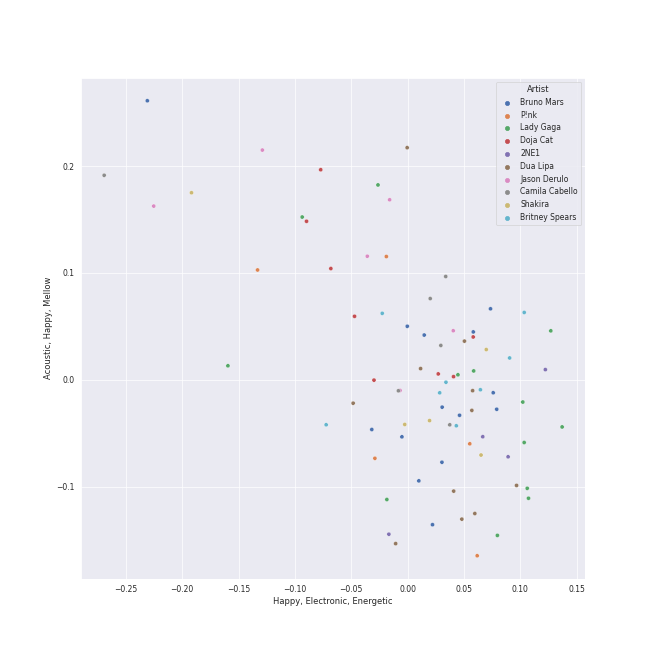 Artist
Bruno Mars
P!nk
Lady Gaga
Doja Cat
2NE1
Dua Lipa
Jason Derulo
Camila Cabello
Shakira
Britney Spears
0.2
0.1
0.0
−0.1
Acoustic, Happy, Mellow
−0.25 −0.20 −0.15 −0.10 −0.05 0.00 0.05 0.10 0.15
Happy, Electronic, Energetic